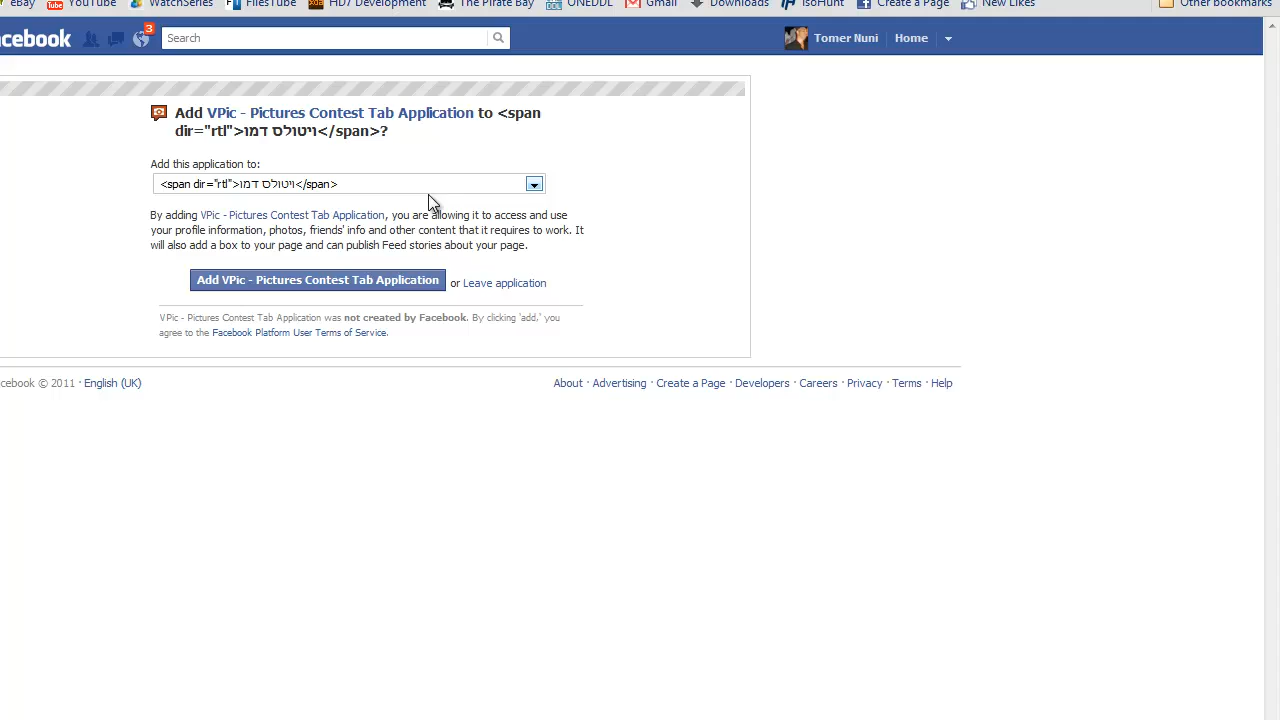 eBay YouTube WatchSeries FilesTube HD7 Development The Pirate Bay ONEDDL Gmail Downloads isoHunt Create a Page New Likes Other bookmarks
acebook 3 Search Tomer Nuni Home
Add VPic - Pictures Contest Tab Application to <span
dir="rtl">ויטולס דמו</span>?
Add this application to:
<span dir="rtl">ויטולס דמו</span>
By adding VPic - Pictures Contest Tab Application, you are allowing it to access and use
your profile information, photos, friends' info and other content that it requires to work. It
will also add a box to your page and can publish Feed stories about your page.
Add VPic - Pictures Contest Tab Application or Leave application
VPic - Pictures Contest Tab Application was not created by Facebook. By clicking 'add,' you
agree to the Facebook Platform User Terms of Service.
cebook © 2011 · English (UK) About · Advertising · Create a Page · Developers · Careers · Privacy · Terms · Help